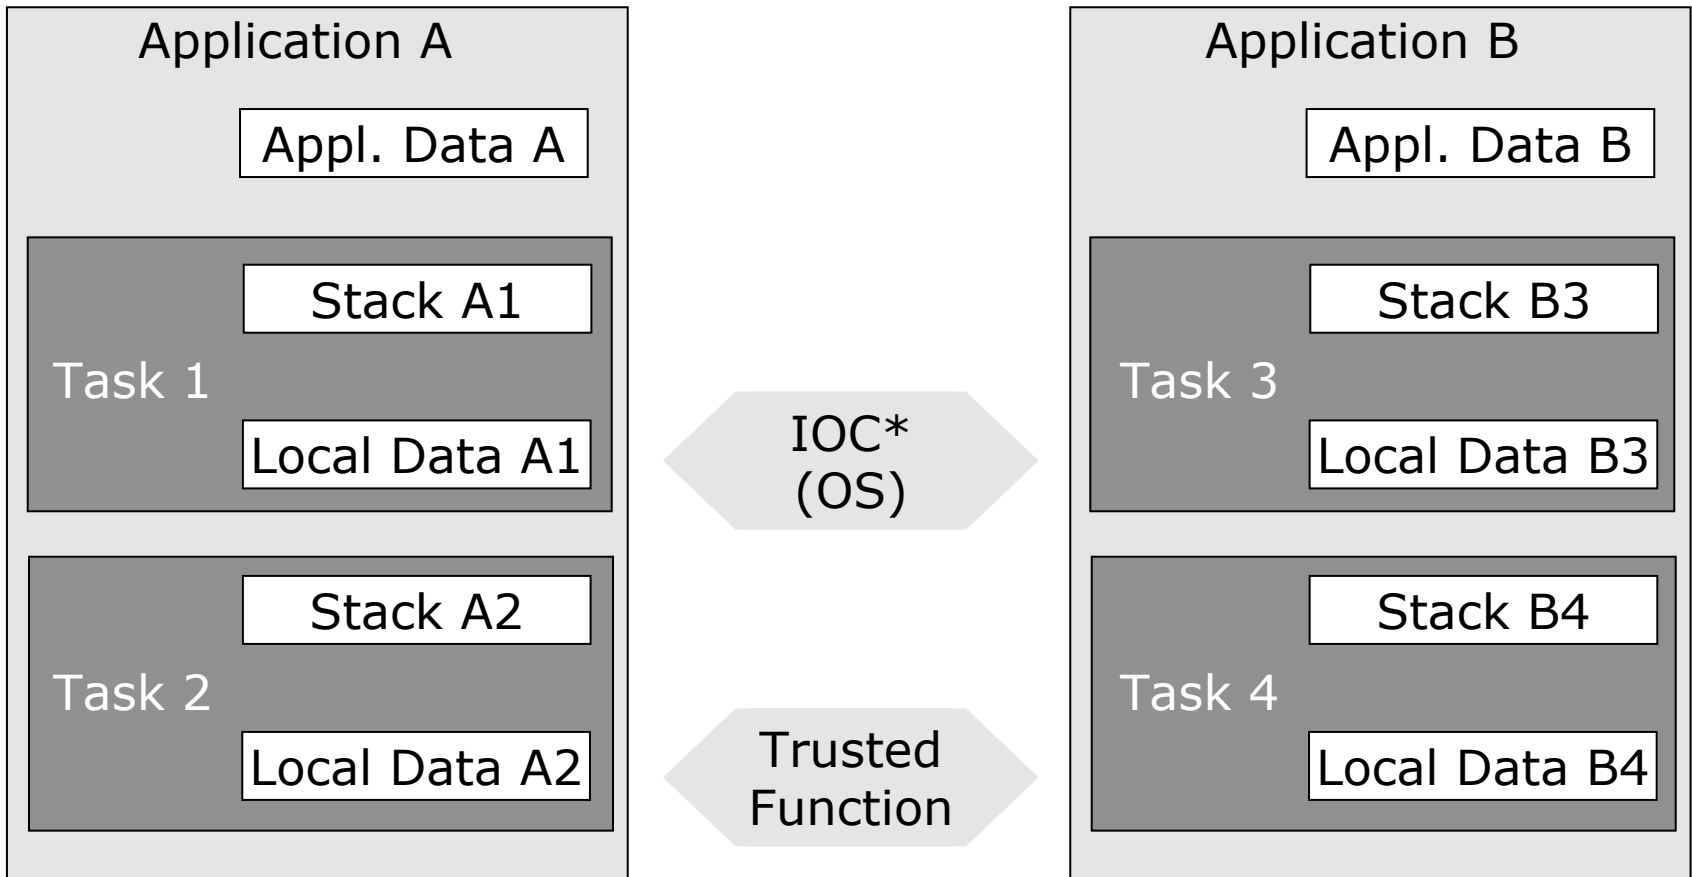 Application A
Appl. Data A
Stack A1
Task 1
Local Data A1
Stack A2
Task 2
Local Data A2
IOC*
(OS)
Trusted
Function
Application B
Appl. Data B
Stack B3
Task 3
Local Data B3
Stack B4
Task 4
Local Data B4